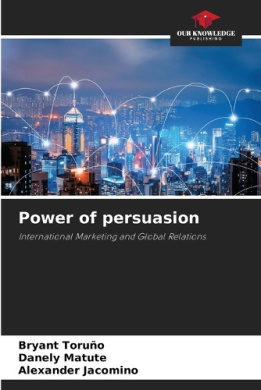 OUR KNOWLEDGE
PUBLISHING
Power of persuasion
International Marketing and Global Relations
Bryant Toruño
Danely Matute
Alexander Jacomino